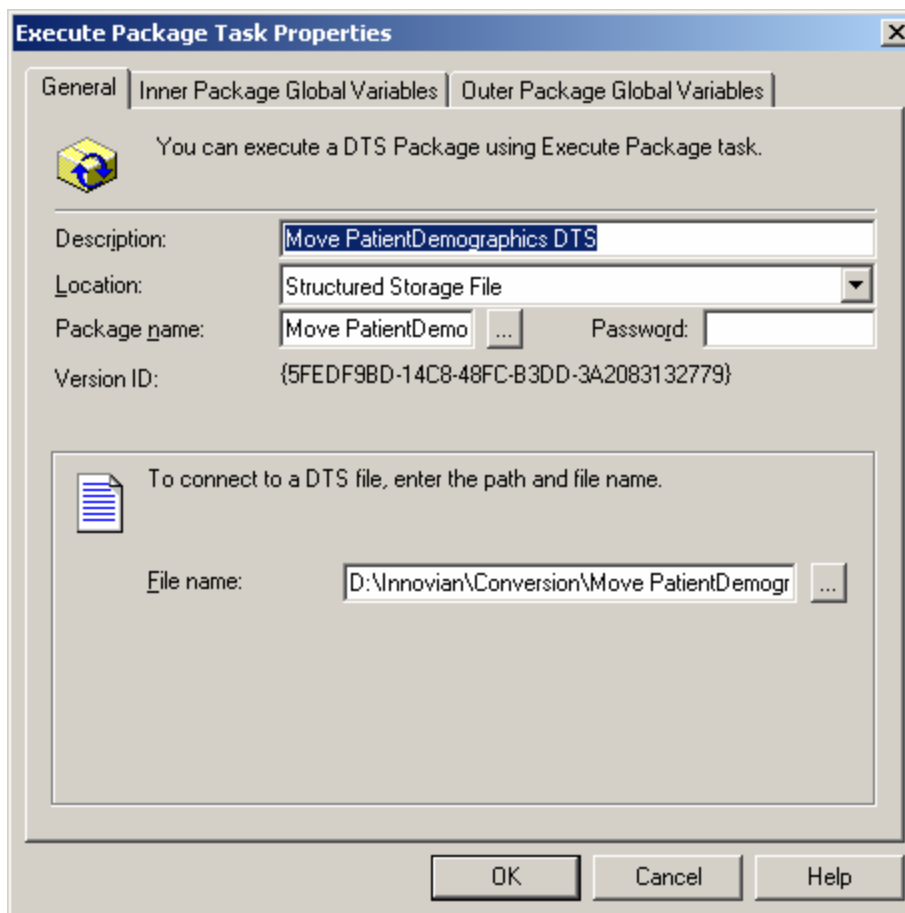 Execute Package Task Properties
General Inner Package Global Variables Outer Package Global Variables
You can execute a DTS Package using Execute Package task.
Description: Move PatientDemographics DTS
Location: Structured Storage File
Package name: Move PatientDemo ... Password:
Version ID: {5FEDF9BD-14C8-48FC-B3DD-3A2083132779}
To connect to a DTS file, enter the path and file name.
File name: D:\Innovian\Conversion\Move PatientDemogr ...
OK Cancel Help